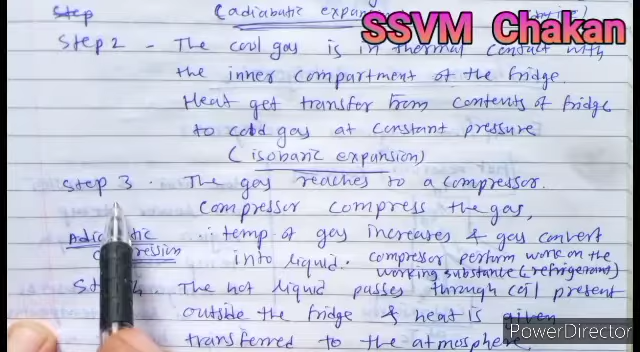 Step (adiabatic expan
SSVM Chakan
Step 2 - The cool gas is in thermal contact with
the inner compartment of the fridge.
Heat get transfer from contents of fridge
to cold gas at constant pressure
(isobaric expansion)
Step 3 . The gas reaches to a compressor.
compressor compress the gas,
∴ temp of gas increases & gas convert
into liquid. compressor perform work on the
working substance (refrigerant)
The hot liquid passes through coil present
outside the fridge & heat is given
transferred to the atmosphere
PowerDirector